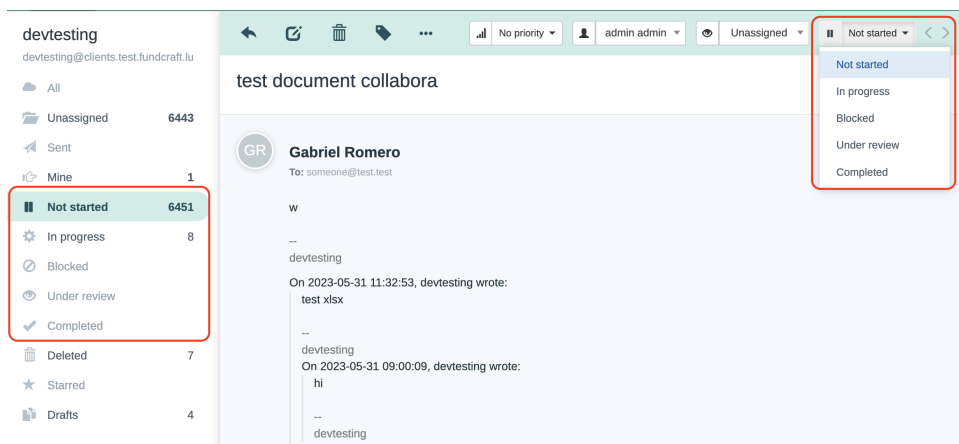 devtesting
devtesting@clients.test.fundcraft.lu
All
Unassigned 6443
Sent
Mine 1
Not started 6451
In progress 8
Blocked
Under review
Completed
Deleted 7
Starred
Drafts 4
No priority
admin admin
Unassigned
Not started
Not started
In progress
Blocked
Under review
Completed
test document collabora
GR
Gabriel Romero
To: someone@test.test
w
--
devtesting
On 2023-05-31 11:32:53, devtesting wrote:
test xlsx
--
devtesting
On 2023-05-31 09:00:09, devtesting wrote:
hi
--
devtesting